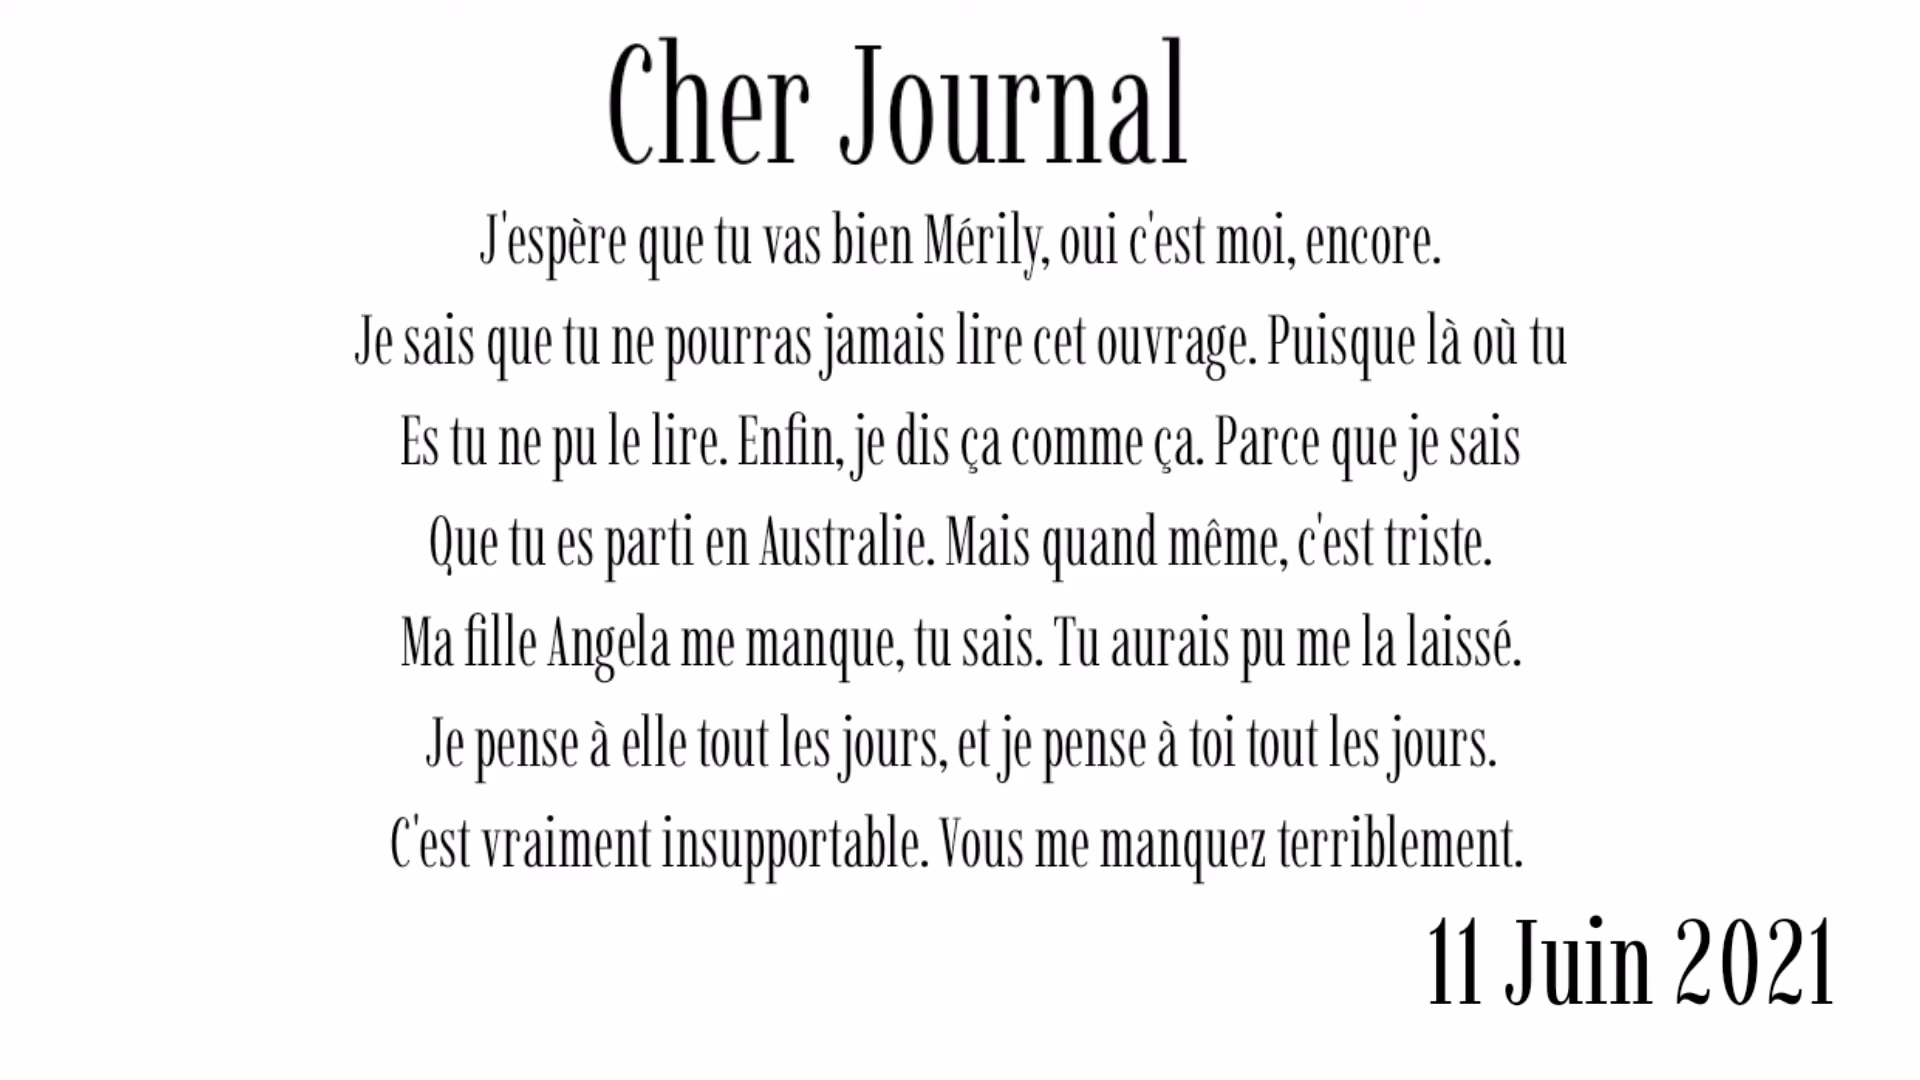 Cher Journal
J'espère que tu vas bien Mérily, oui c'est moi, encore.
Je sais que tu ne pourras jamais lire cet ouvrage. Puisque là où tu
Es tu ne pu le lire. Enfin, je dis ça comme ça. Parce que je sais
Que tu es parti en Australie. Mais quand même, c'est triste.
Ma fille Angela me manque, tu sais. Tu aurais pu me la laissé.
Je pense à elle tout les jours, et je pense à toi tout les jours.
C'est vraiment insupportable. Vous me manquez terriblement.
11 Juin 2021